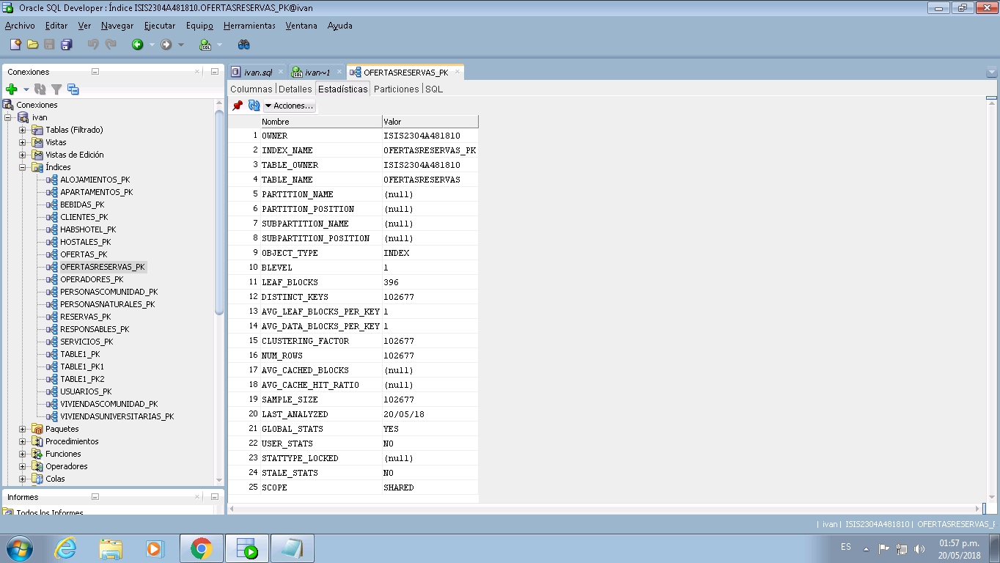 Oracle SQL Developer : Índice ISIS2304A481810.OFERTASRESERVAS_PK@ivan
Archivo Editar Ver Navegar Ejecutar Equipo Herramientas Ventana Ayuda
Conexiones
Conexiones
ivan
Tablas (Filtrado)
Vistas
Vistas de Edición
Índices
ALOJAMIENTOS_PK
APARTAMENTOS_PK
BEBIDAS_PK
CLIENTES_PK
HABSHOTEL_PK
HOSTALES_PK
OFERTAS_PK
OFERTASRESERVAS_PK
OPERADORES_PK
PERSONASCOMUNIDAD_PK
PERSONASNATURALES_PK
RESERVAS_PK
RESPONSABLES_PK
SERVICIOS_PK
TABLE1_PK
TABLE1_PK1
TABLE1_PK2
USUARIOS_PK
VIVIENDASCOMUNIDAD_PK
VIVIENDASUNIVERSITARIAS_PK
Paquetes
Procedimientos
Funciones
Operadores
Colas
Informes
Todos los Informes
ivan.sql ivan~1 OFERTASRESERVAS_PK
Columnas Detalles Estadísticas Particiones SQL
Acciones...
Nombre Valor
1 OWNER ISIS2304A481810
2 INDEX_NAME OFERTASRESERVAS_PK
3 TABLE_OWNER ISIS2304A481810
4 TABLE_NAME OFERTASRESERVAS
5 PARTITION_NAME (null)
6 PARTITION_POSITION (null)
7 SUBPARTITION_NAME (null)
8 SUBPARTITION_POSITION (null)
9 OBJECT_TYPE INDEX
10 BLEVEL 1
11 LEAF_BLOCKS 396
12 DISTINCT_KEYS 102677
13 AVG_LEAF_BLOCKS_PER_KEY 1
14 AVG_DATA_BLOCKS_PER_KEY 1
15 CLUSTERING_FACTOR 102677
16 NUM_ROWS 102677
17 AVG_CACHED_BLOCKS (null)
18 AVG_CACHE_HIT_RATIO (null)
19 SAMPLE_SIZE 102677
20 LAST_ANALYZED 20/05/18
21 GLOBAL_STATS YES
22 USER_STATS NO
23 STATTYPE_LOCKED (null)
24 STALE_STATS NO
25 SCOPE SHARED
| ivan | ISIS2304A481810 | OFERTASRESERVAS_F
ES 01:57 p.m.
20/05/2018